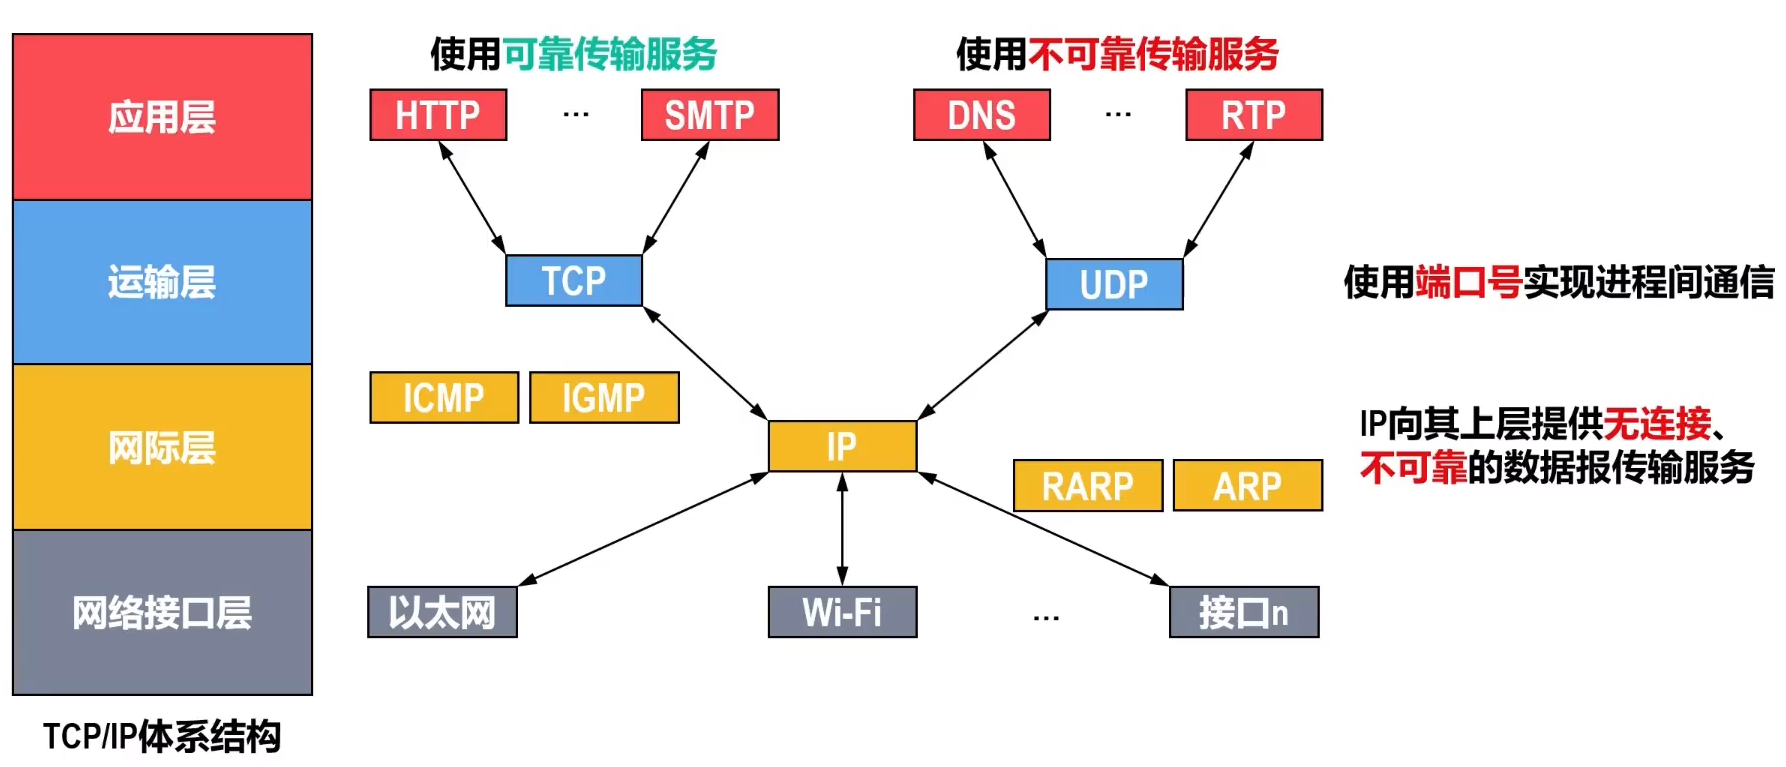 使用可靠传输服务
使用不可靠传输服务
应用层
HTTP
...
SMTP
DNS
...
RTP
运输层
TCP
UDP
使用端口号实现进程间通信
网际层
ICMP
IGMP
IP
RARP
ARP
IP向其上层提供无连接、
不可靠的数据报传输服务
网络接口层
以太网
Wi-Fi
...
接口n
TCP/IP体系结构